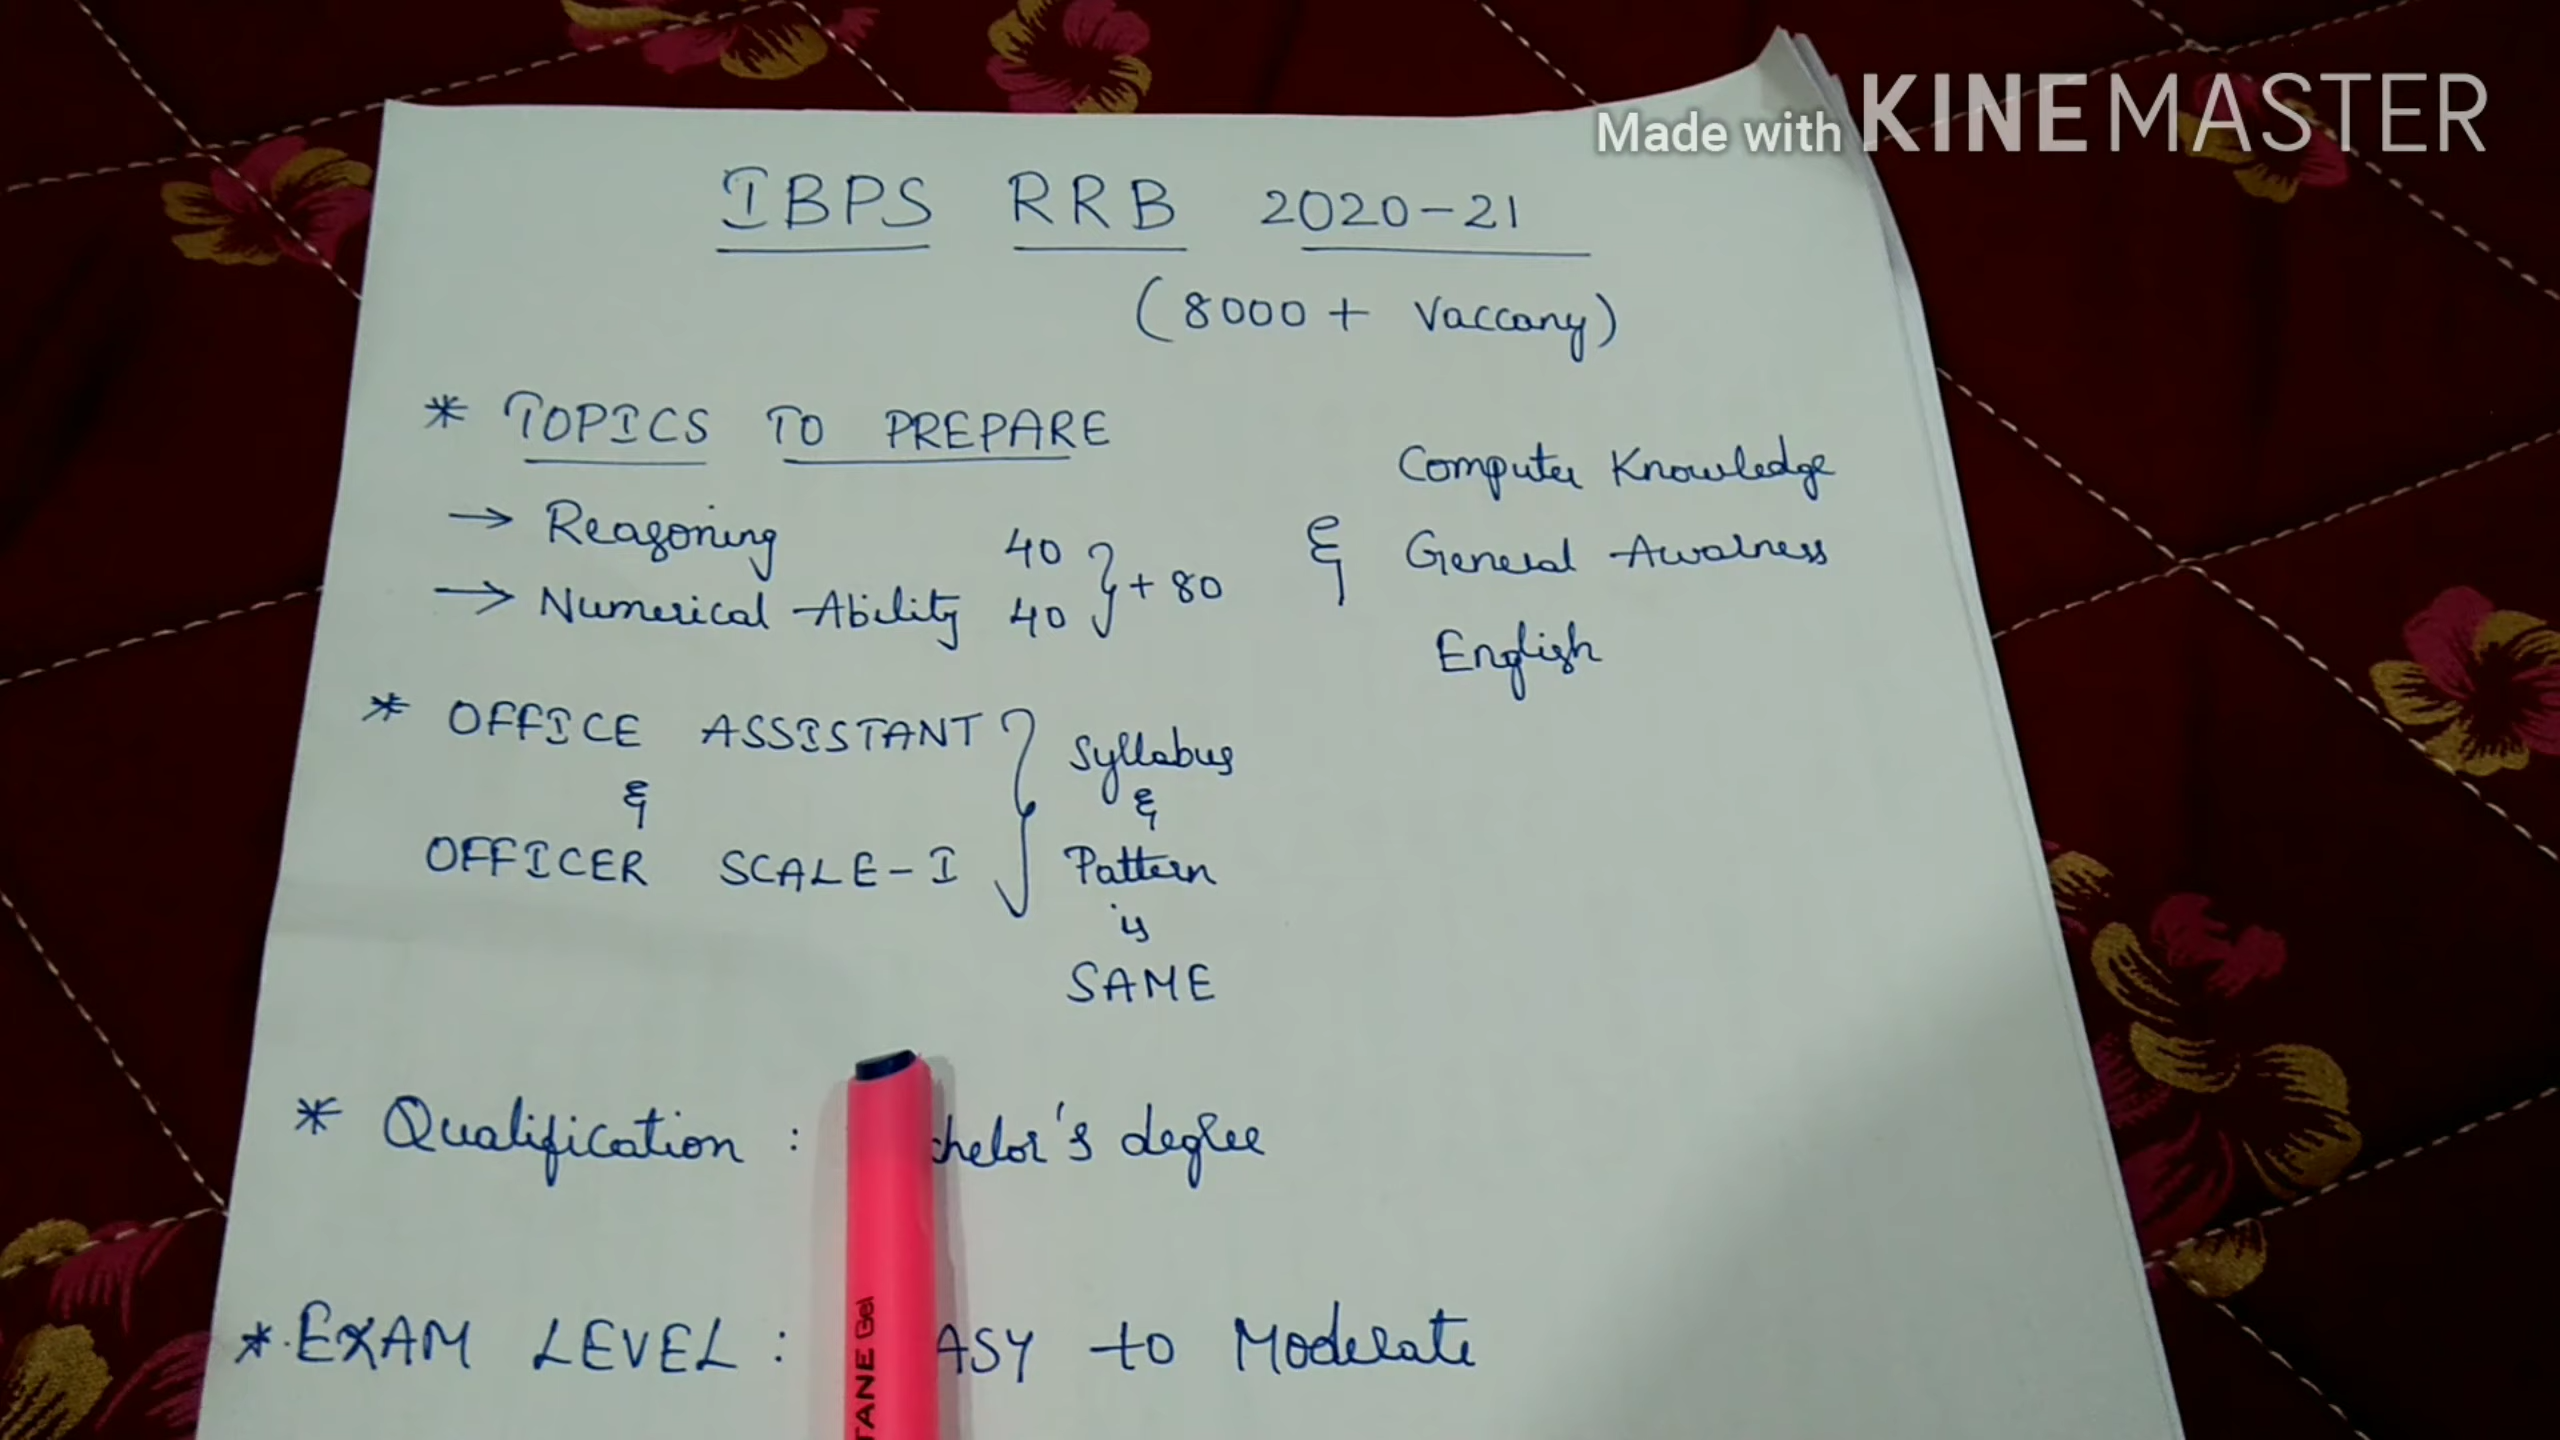 Made with KINEMASTER
IBPS RRB 2020-21
(8000+ Vaccany)
* TOPICS TO PREPARE
→ Reasoning 40
→ Numerical Ability 40 } + 80
& Computer Knowledge
General Awarness
English
* OFFICE ASSISTANT
&
OFFICER SCALE-I
} Syllabus
&
Pattern
is
SAME
* Qualification : chelor's degree
* EXAM LEVEL : ASY to Moderate
TANE Gel